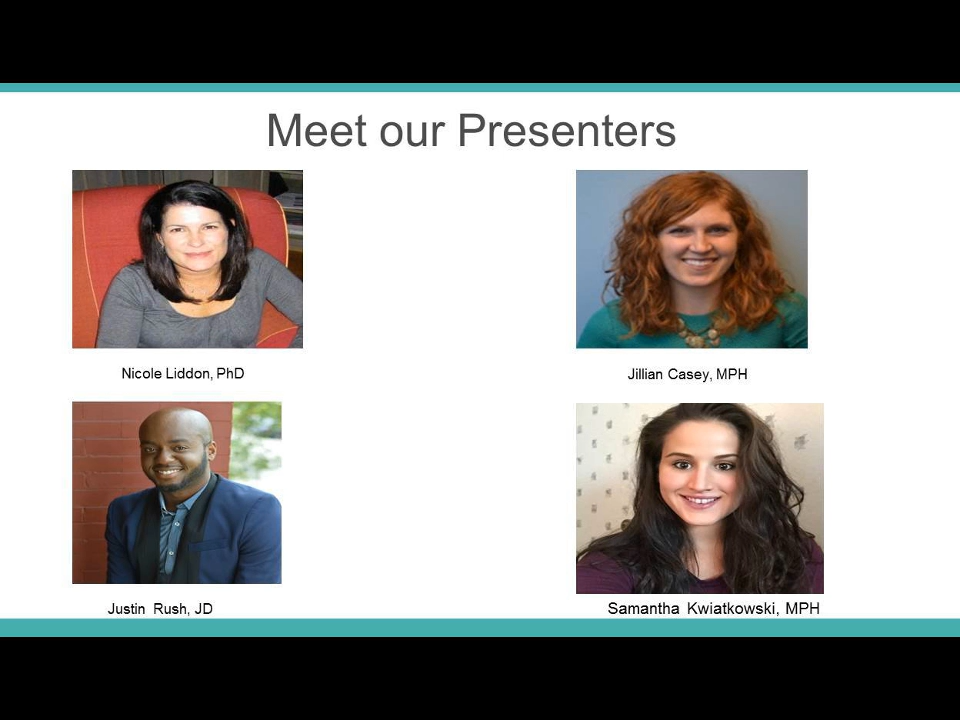 Meet our Presenters
Nicole Liddon, PhD
Jillian Casey, MPH
Justin Rush, JD
Samantha Kwiatkowski, MPH